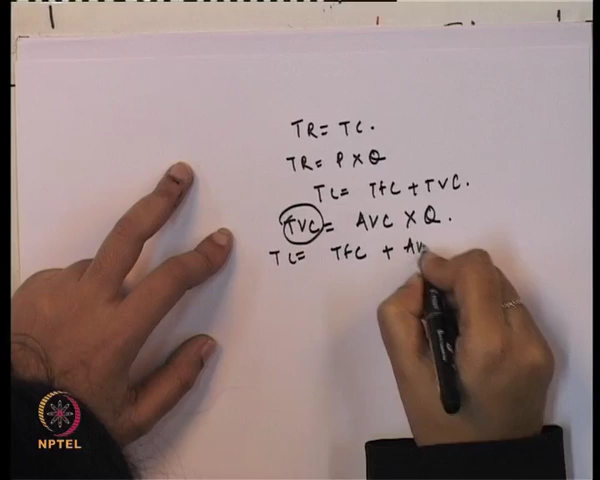 TR = TC.
TR = P × Q
TC = TFC + TVC.
TVC = AVC × Q.
TC = TFC + AV
NPTEL